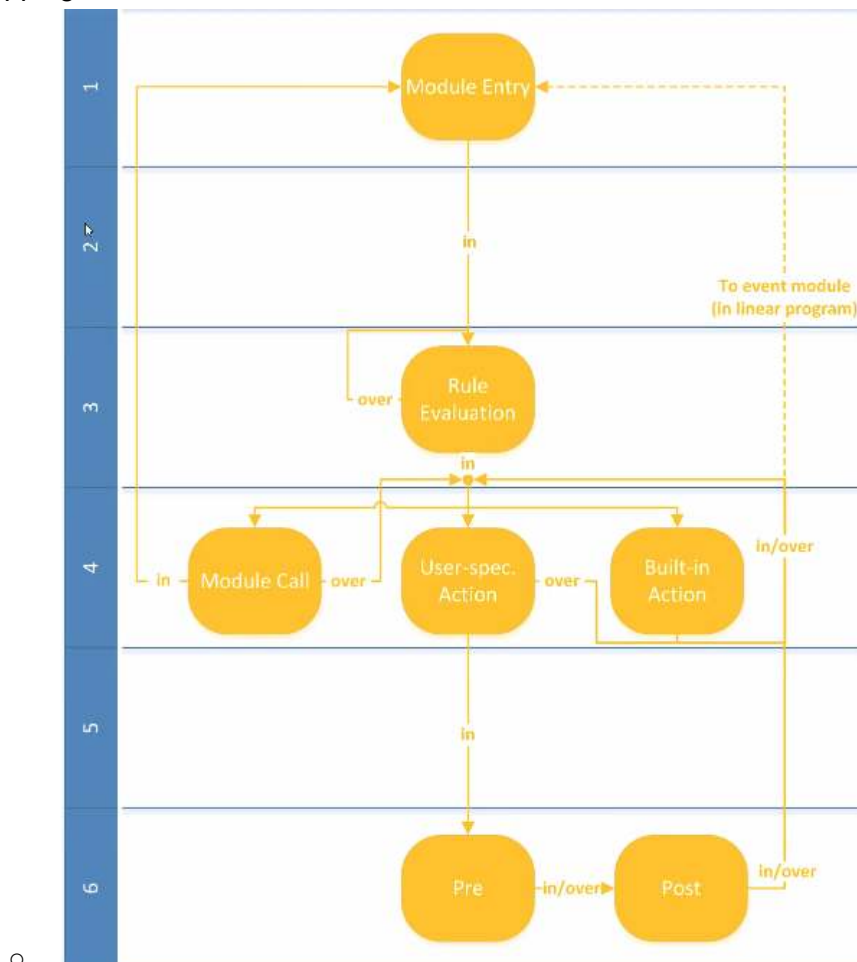 1
Module Entry
2
in
To event module
(in linear program)
3
Rule
Evaluation
over
in
4
in
Module Call
over
User-spec.
Action
over
Built-in
Action
in/over
5
in
6
Pre
in/over
Post
in/over